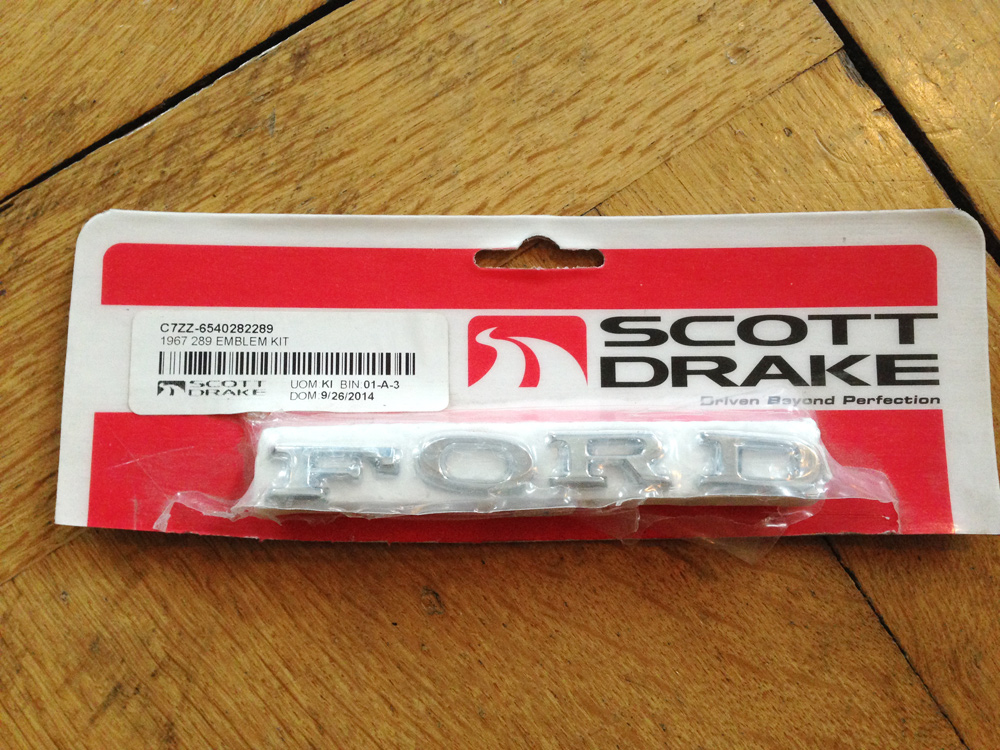 C7ZZ-6540282289
1967 289 EMBLEM KIT
SCOTT
DRAKE
UOM.KI BIN.01-A-3
DOM.9/26/2014
SCOTT
DRAKE
Driven Beyond Perfection
FORD